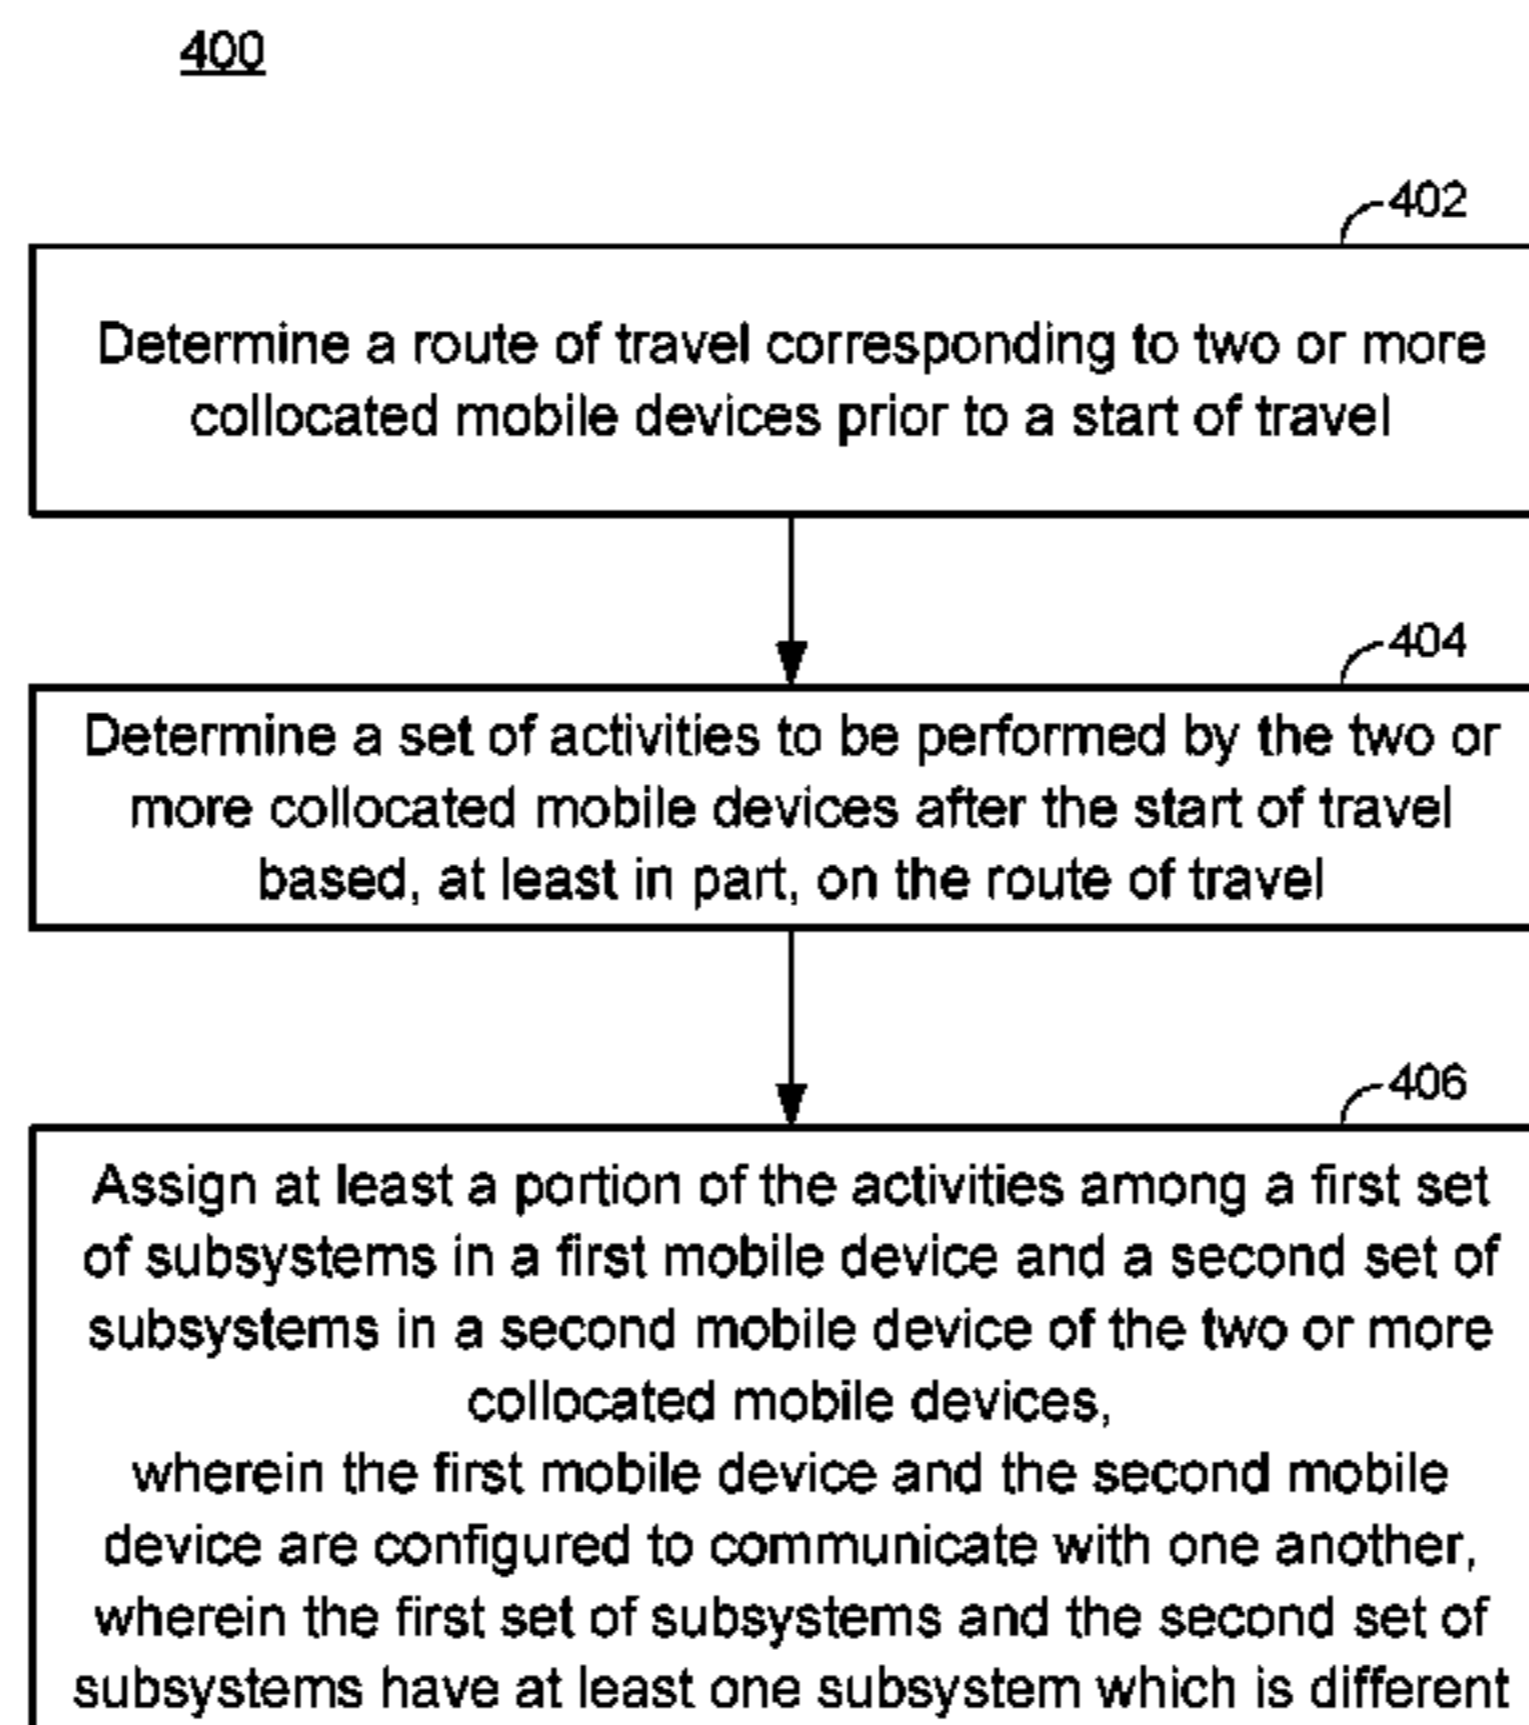 400
402
Determine a route of travel corresponding to two or more
collocated mobile devices prior to a start of travel
404
Determine a set of activities to be performed by the two or
more collocated mobile devices after the start of travel
based, at least in part, on the route of travel
406
Assign at least a portion of the activities among a first set
of subsystems in a first mobile device and a second set of
subsystems in a second mobile device of the two or more
collocated mobile devices,
wherein the first mobile device and the second mobile
device are configured to communicate with one another,
wherein the first set of subsystems and the second set of
subsystems have at least one subsystem which is different